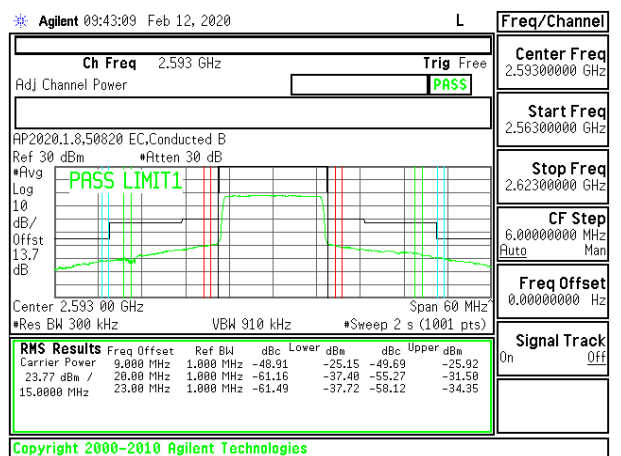 Agilent 09:43:09 Feb 12, 2020 L
Freq/Channel
Ch Freq 2.593 GHz Trig Free
Adj Channel Power PASS
Center Freq
2.59300000 GHz
Start Freq
2.56300000 GHz
Stop Freq
2.62300000 GHz
CF Step
6.00000000 MHz
Auto Man
Freq Offset
0.00000000 Hz
Signal Track
On Off
AP2020.1.8,50820 EC,Conducted B
Ref 30 dBm #Atten 30 dB
#Avg
Log
10
dB/
Offst
13.7
dB
PASS LIMIT1
Center 2.593 00 GHz Span 60 MHz^
#Res BW 300 kHz VBW 910 kHz #Sweep 2 s (1001 pts)
RMS Results Freq Offset Ref BW dBc Lower dBm dBc Upper dBm
Carrier Power 9.000 MHz 1.000 MHz -48.91 -25.15 -49.69 -25.92
23.77 dBm / 20.00 MHz 1.000 MHz -61.16 -37.40 -55.27 -31.50
15.0000 MHz 23.00 MHz 1.000 MHz -61.49 -37.72 -58.12 -34.35
Copyright 2000-2010 Agilent Technologies